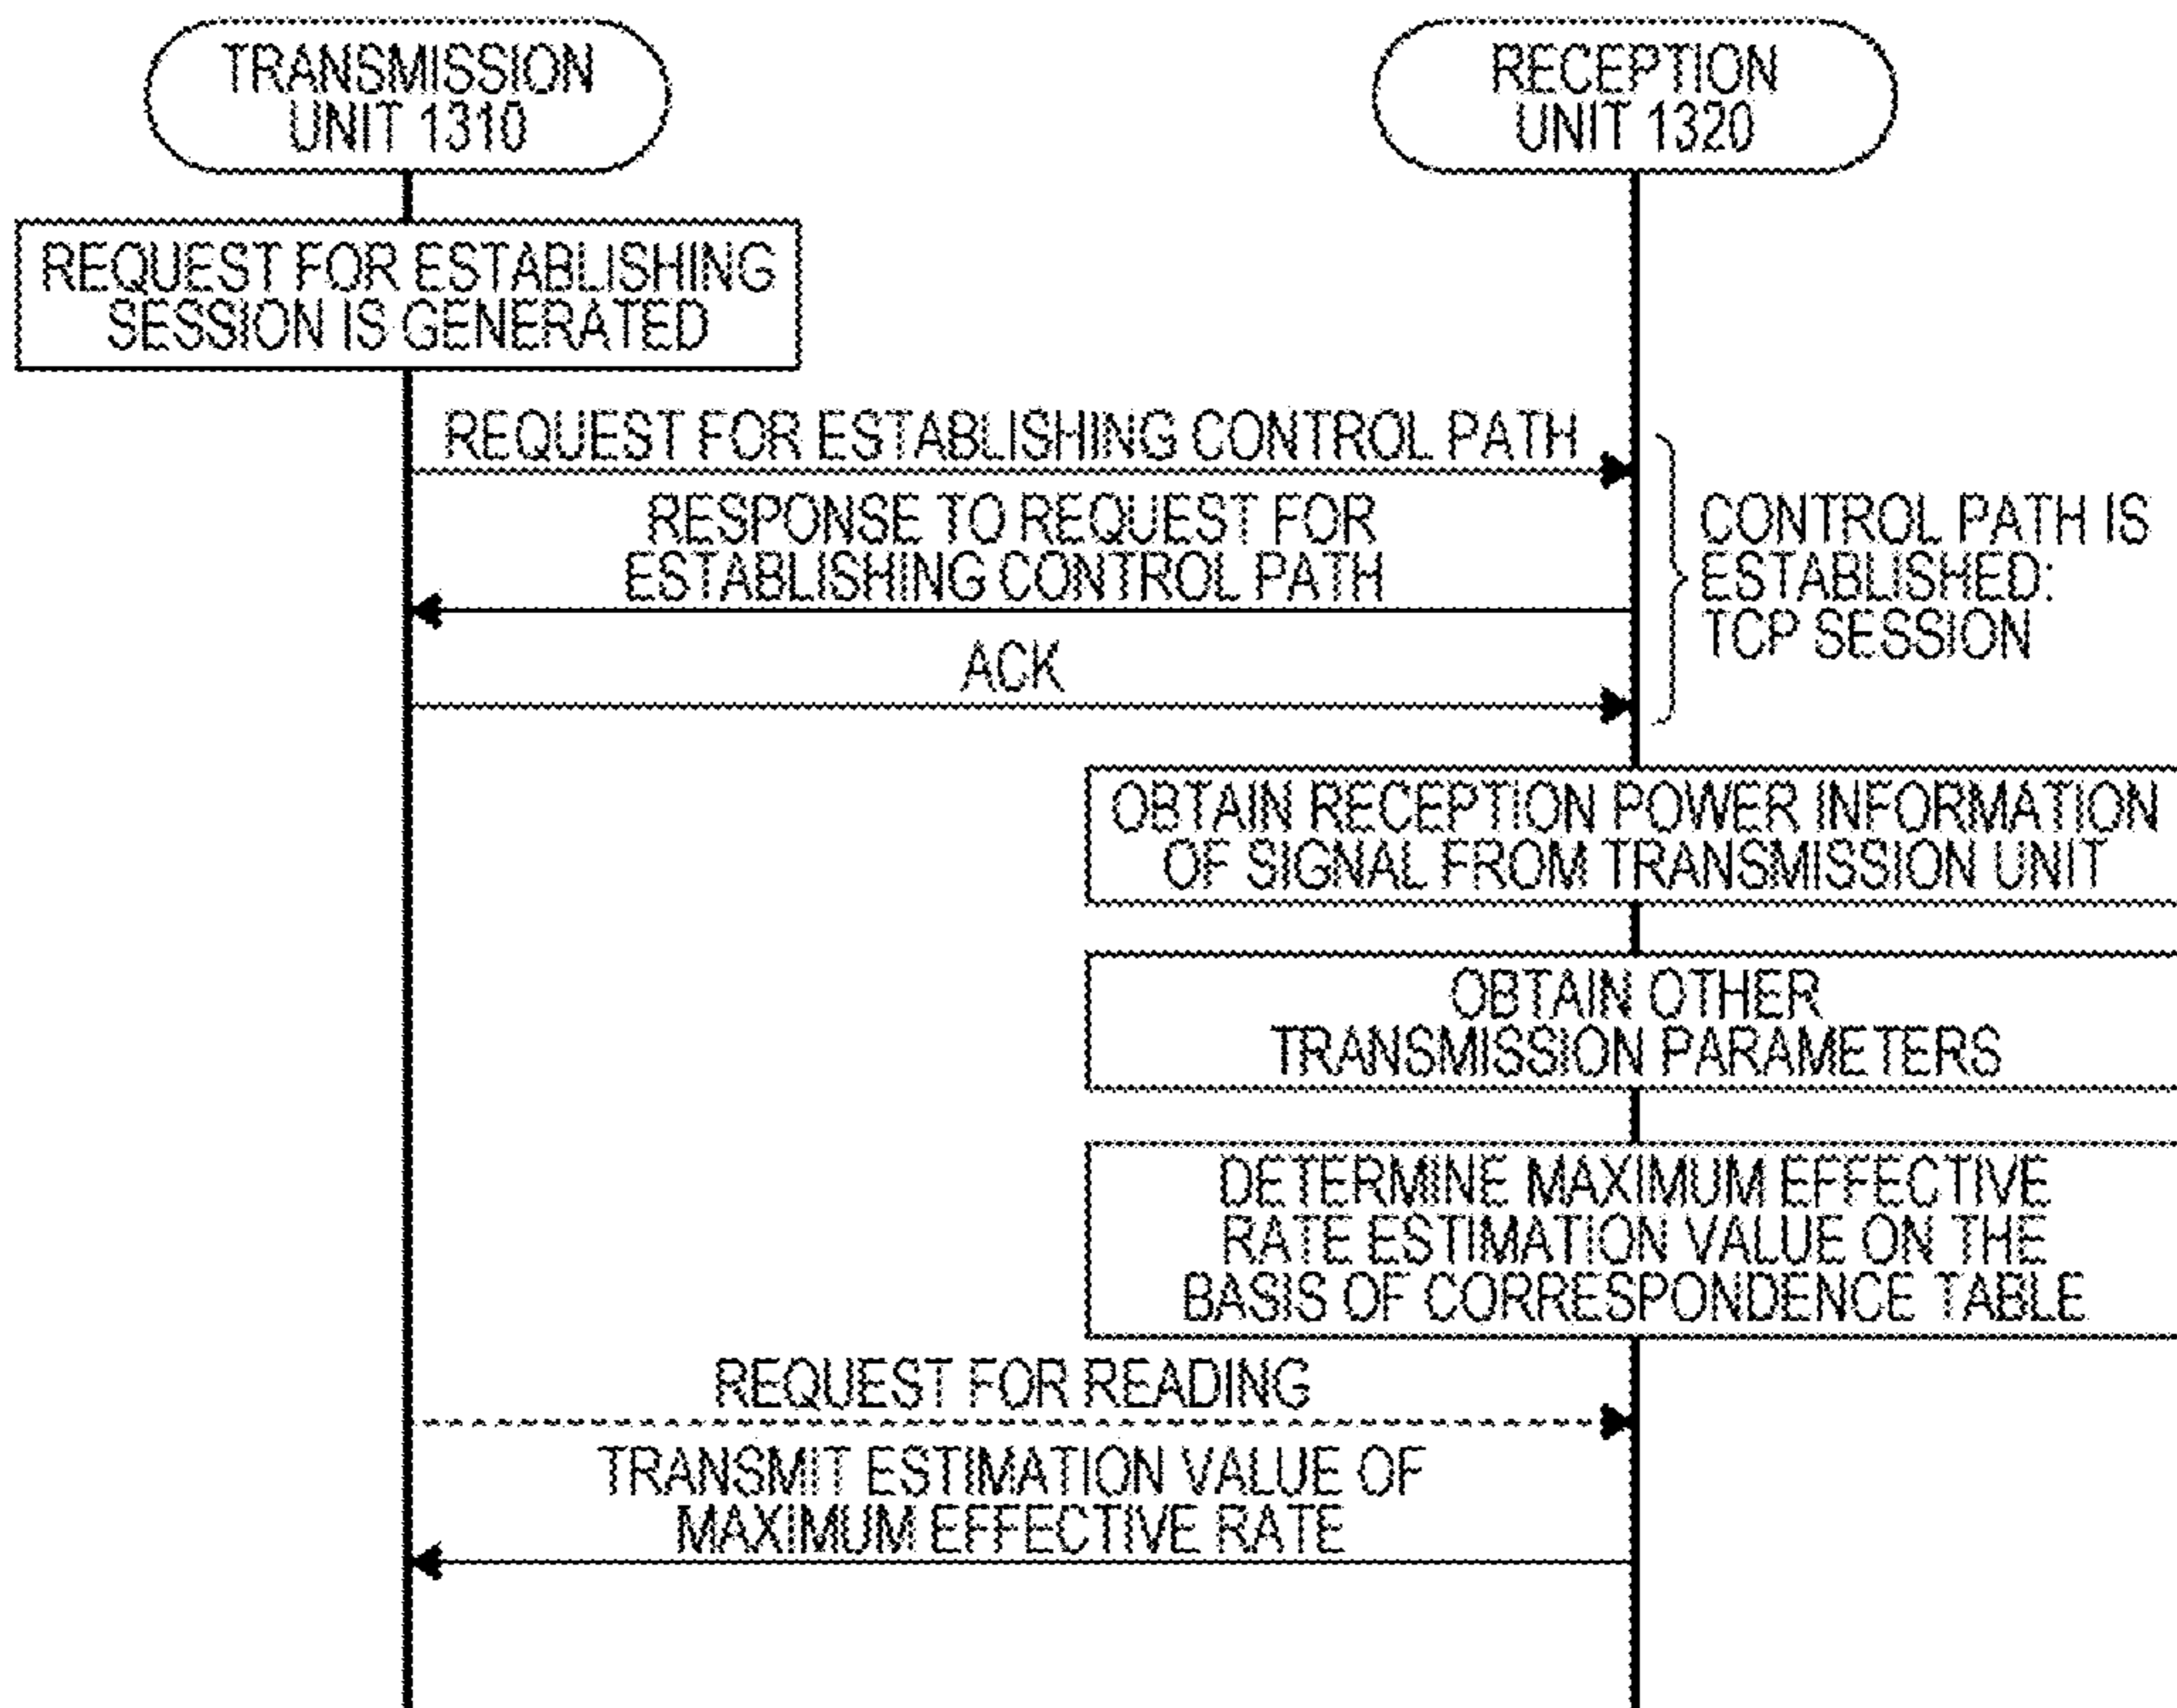 TRANSMISSION
UNIT 1310
RECEPTION
UNIT 1320
REQUEST FOR ESTABLISHING
SESSION IS GENERATED
REQUEST FOR ESTABLISHING CONTROL PATH
RESPONSE TO REQUEST FOR
ESTABLISHING CONTROL PATH
CONTROL PATH IS
ESTABLISHED:
TCP SESSION
ACK
OBTAIN RECEPTION POWER INFORMATION
OF SIGNAL FROM TRANSMISSION UNIT
OBTAIN OTHER
TRANSMISSION PARAMETERS
DETERMINE MAXIMUM EFFECTIVE
RATE ESTIMATION VALUE ON THE
BASIS OF CORRESPONDENCE TABLE
REQUEST FOR READING
TRANSMIT ESTIMATION VALUE OF
MAXIMUM EFFECTIVE RATE